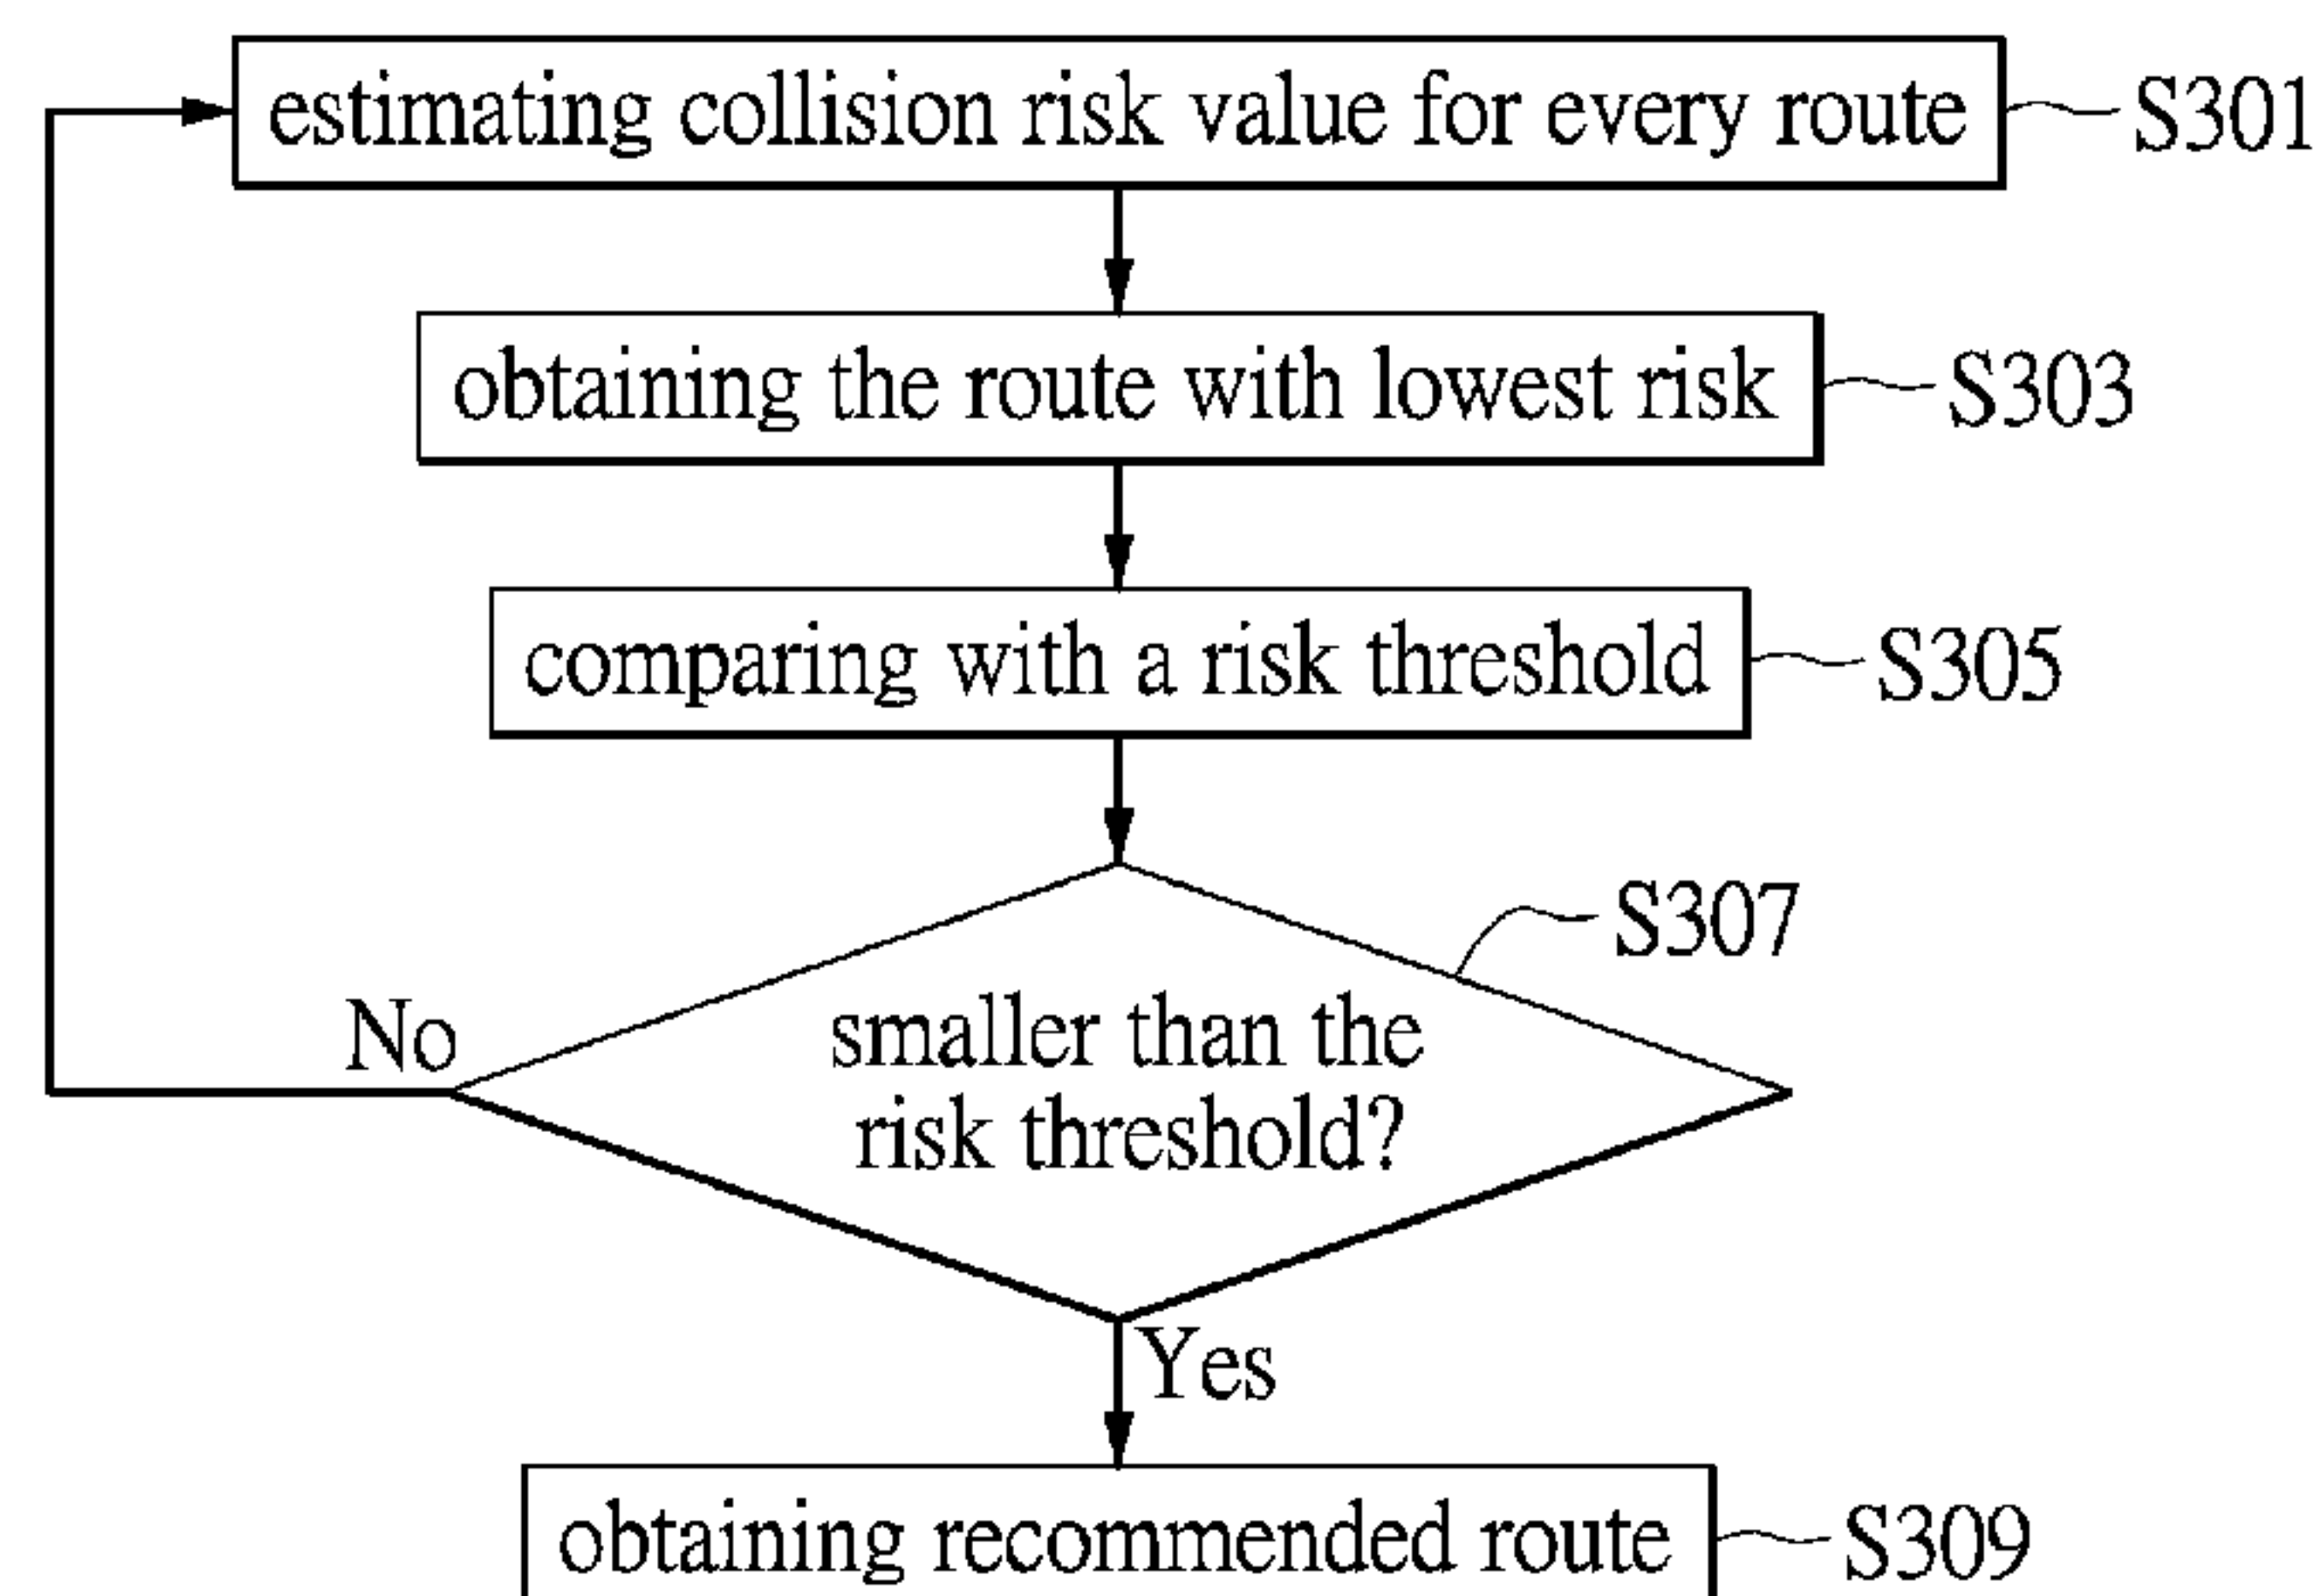 estimating collision risk value for every route
S301
obtaining the route with lowest risk
S303
comparing with a risk threshold
S305
S307
smaller than the
risk threshold?
No
Yes
obtaining recommended route
S309